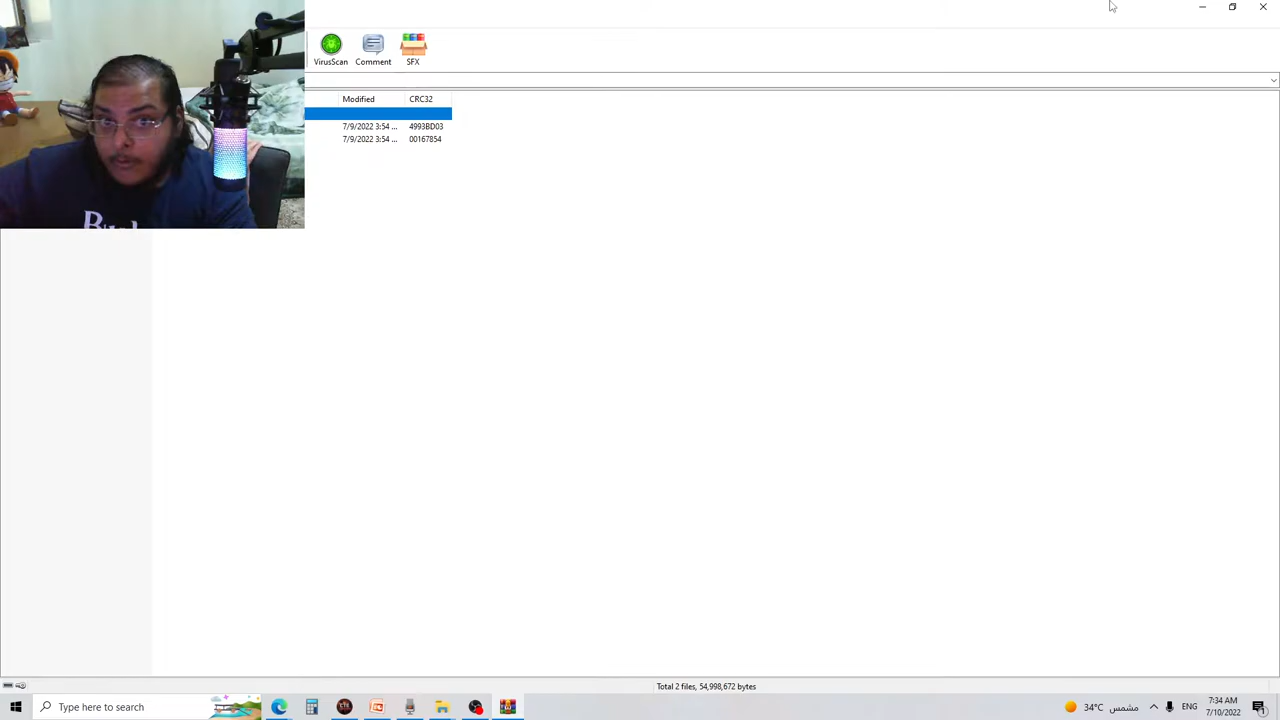 VirusScan Comment SFX
Modified CRC32
7/9/2022 3:54 ... 4993BD03
7/9/2022 3:54 ... 00167854
Total 2 files, 54,998,672 bytes
Type here to search
34°C مشمس
ENG
7:34 AM
7/10/2022